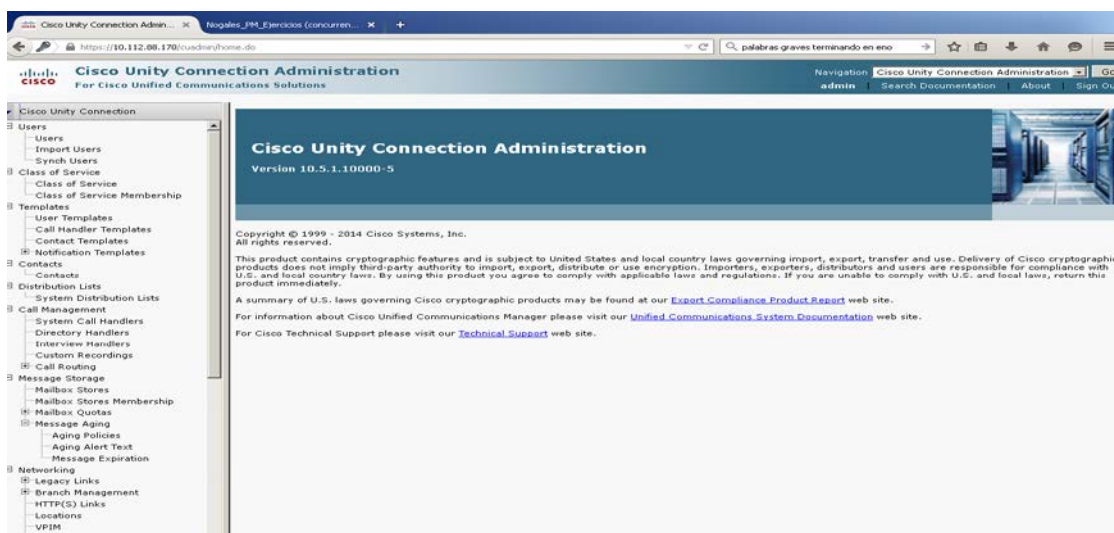 Cisco Unity Connection Admin...
Nogales_PM_Ejercicios (concurren...
https://10.112.88.170/cuadmin/home.do
palabras graves terminando en eno
cisco
Cisco Unity Connection Administration
For Cisco Unified Communications Solutions
Navigation Cisco Unity Connection Administration Go
admin Search Documentation About Sign Ou
Cisco Unity Connection
Users
Users
Import Users
Synch Users
Class of Service
Class of Service
Class of Service Membership
Templates
User Templates
Call Handler Templates
Contact Templates
Notification Templates
Contacts
Contacts
Distribution Lists
System Distribution Lists
Call Management
System Call Handlers
Directory Handlers
Interview Handlers
Custom Recordings
Call Routing
Message Storage
Mailbox Stores
Mailbox Stores Membership
Mailbox Quotas
Message Aging
Aging Policies
Aging Alert Text
Message Expiration
Networking
Legacy Links
Branch Management
HTTP(S) Links
Locations
VPIM
Cisco Unity Connection Administration
Version 10.5.1.10000-5
Copyright © 1999 - 2014 Cisco Systems, Inc.
All rights reserved.
This product contains cryptographic features and is subject to United States and local country laws governing import, export, transfer and use. Delivery of Cisco cryptographic
products does not imply third-party authority to import, export, distribute or use encryption. Importers, exporters, distributors and users are responsible for compliance with
U.S. and local country laws. By using this product you agree to comply with applicable laws and regulations. If you are unable to comply with U.S. and local laws, return this
product immediately.
A summary of U.S. laws governing Cisco cryptographic products may be found at our Export Compliance Product Report web site.
For information about Cisco Unified Communications Manager please visit our Unified Communications System Documentation web site.
For Cisco Technical Support please visit our Technical Support web site.